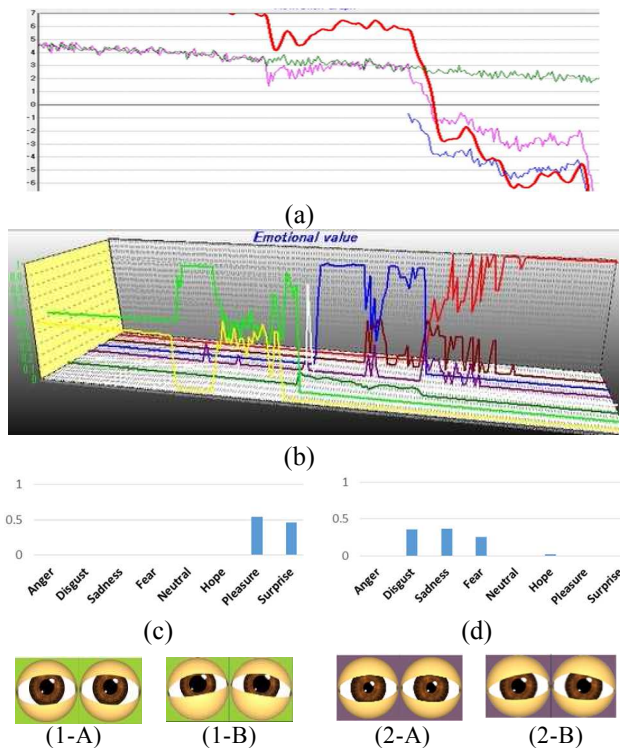 7
6
5
4
3
2
1
0
-1
-2
-3
-4
-5
-6
(a)
Emotional value
(b)
1
0.5
0
Anger
Disgust
Sadness
Fear
Neutral
Hope
Pleasure
Surprise
(c)
1
0.5
0
Anger
Disgust
Sadness
Fear
Neutral
Hope
Pleasure
Surprise
(d)
(1-A) (1-B) (2-A) (2-B)